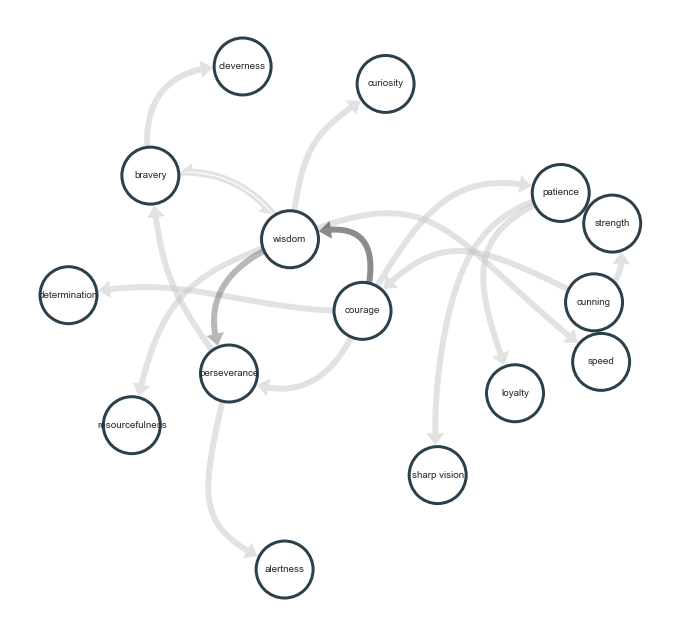 cleverness
curiosity
bravery
patience
strength
wisdom
determination
cunning
courage
speed
perseverance
loyalty
resourcefulness
sharp vision
alertness